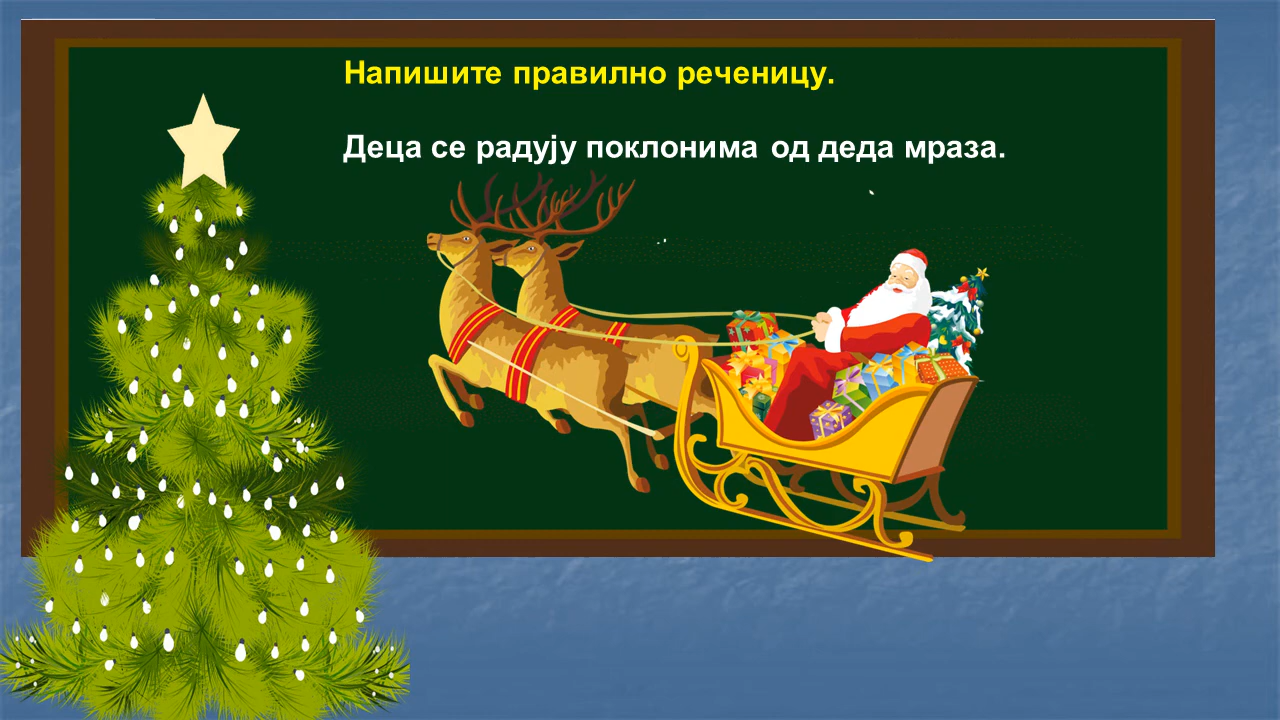 Напишите правилно реченицу.
Деца се радују поклонима од деда мраза.